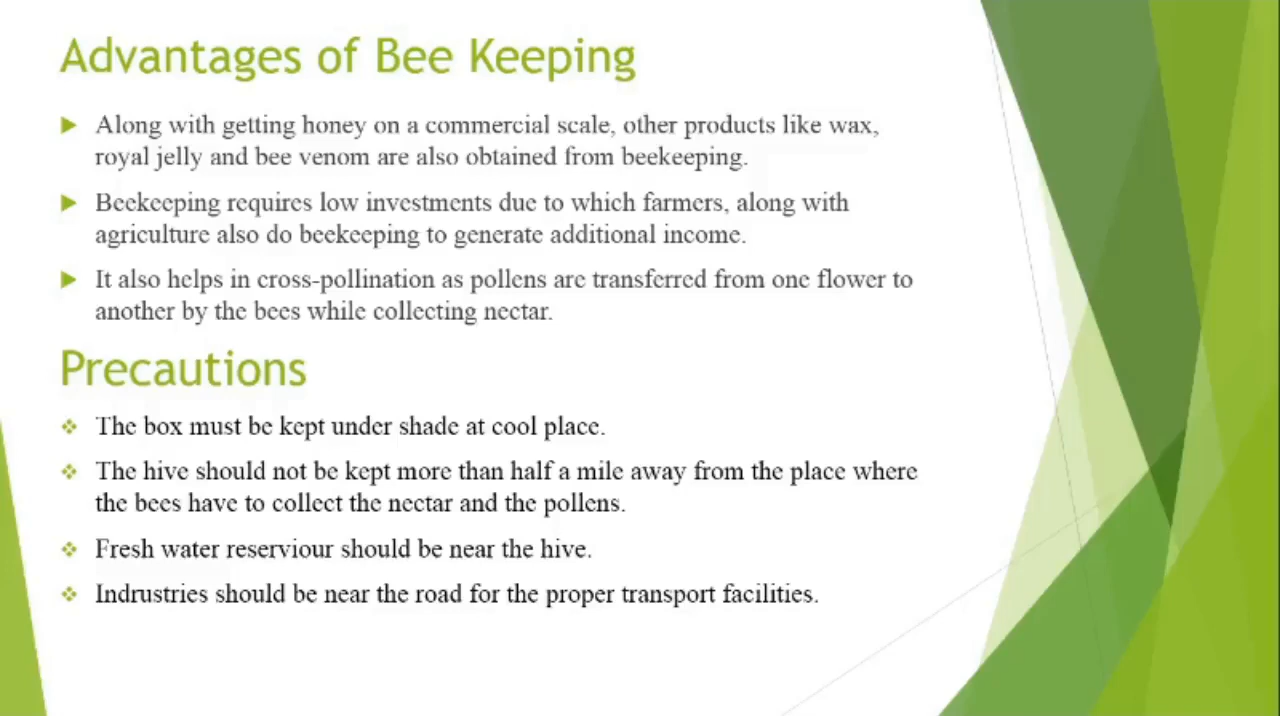 Advantages of Bee Keeping
Along with getting honey on a commercial scale, other products like wax,
royal jelly and bee venom are also obtained from beekeeping.
Beekeeping requires low investments due to which farmers, along with
agriculture also do beekeeping to generate additional income.
It also helps in cross-pollination as pollens are transferred from one flower to
another by the bees while collecting nectar.
Precautions
The box must be kept under shade at cool place.
The hive should not be kept more than half a mile away from the place where
the bees have to collect the nectar and the pollens.
Fresh water reserviour should be near the hive.
Indrustries should be near the road for the proper transport facilities.